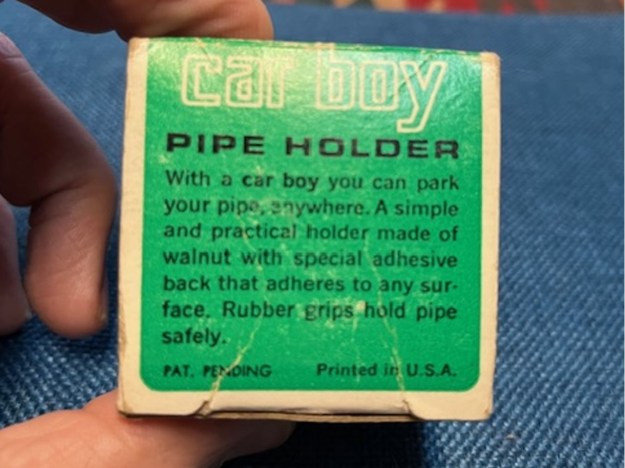 car boy
PIPE HOLDER
With a car boy you can park
your pipe, anywhere. A simple
and practical holder made of
walnut with special adhesive
back that adheres to any sur-
face. Rubber grips hold pipe
safely.
PAT. PENDING Printed in U.S.A.